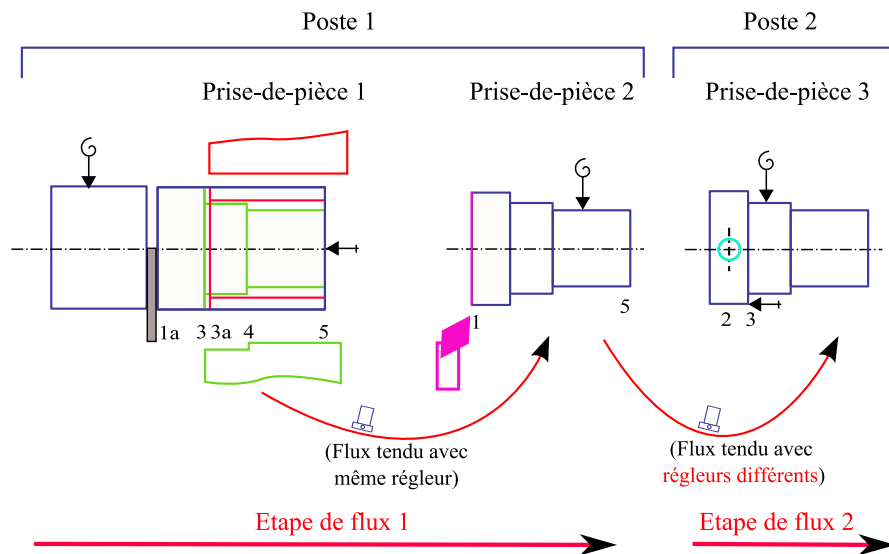 Poste 1
Poste 2
Prise-de-pièce 1
Prise-de-pièce 2
Prise-de-pièce 3
1a
3
3a
4
5
1
5
2
3
(Flux tendu avec
même régleur)
(Flux tendu avec
régleurs différents)
Etape de flux 1
Etape de flux 2